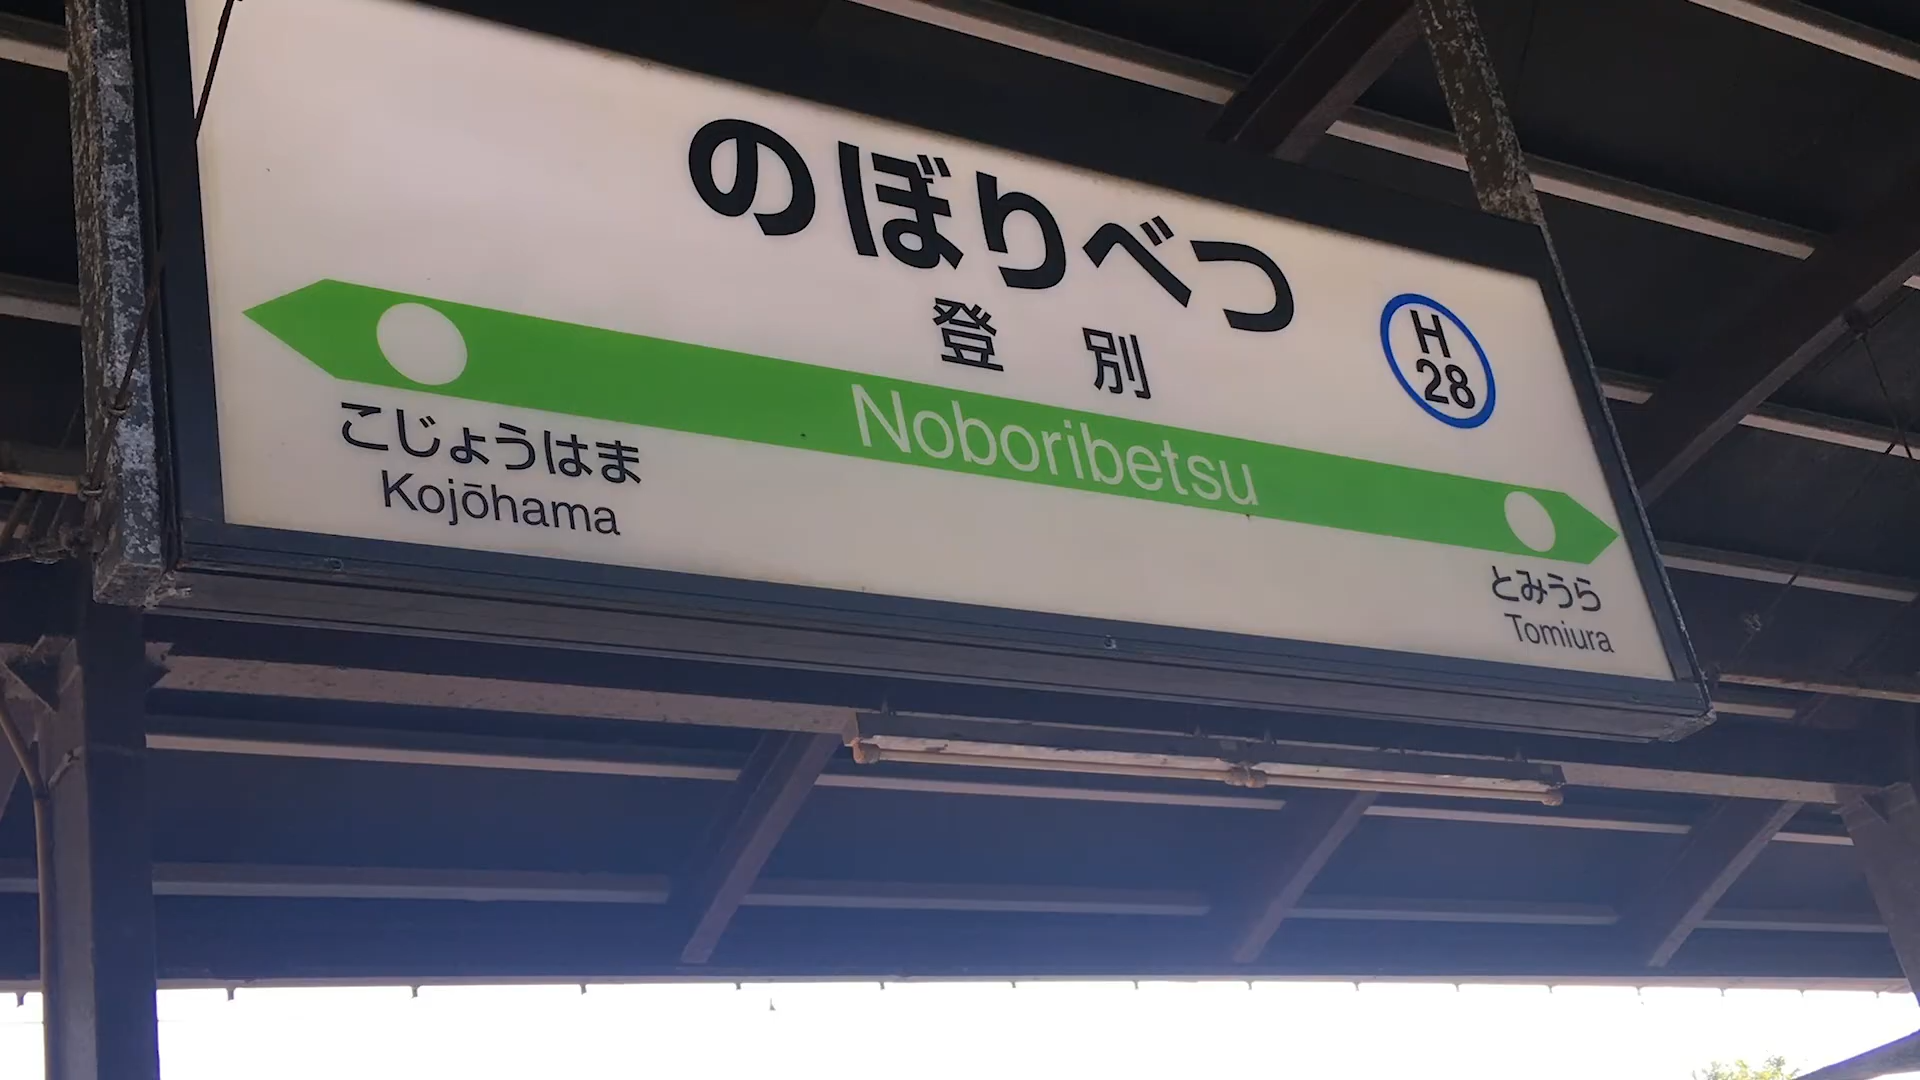 のぼりべつ
登別
H
28
Noboribetsu
こじょうはま
Kojōhama
とみうら
Tomiura